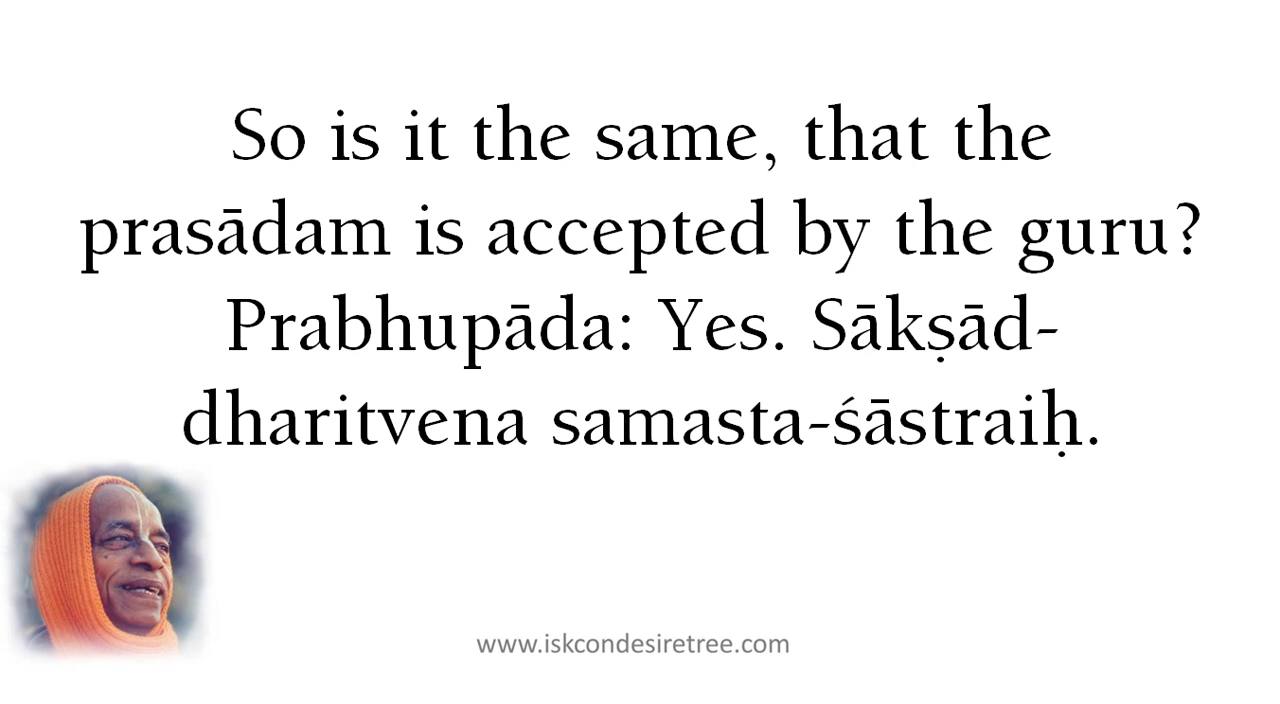 So is it the same, that the
prasādam is accepted by the guru?
Prabhupāda: Yes. Sākṣād-
dharitvena samasta-śāstraiḥ.
www.iskcondesiretree.com